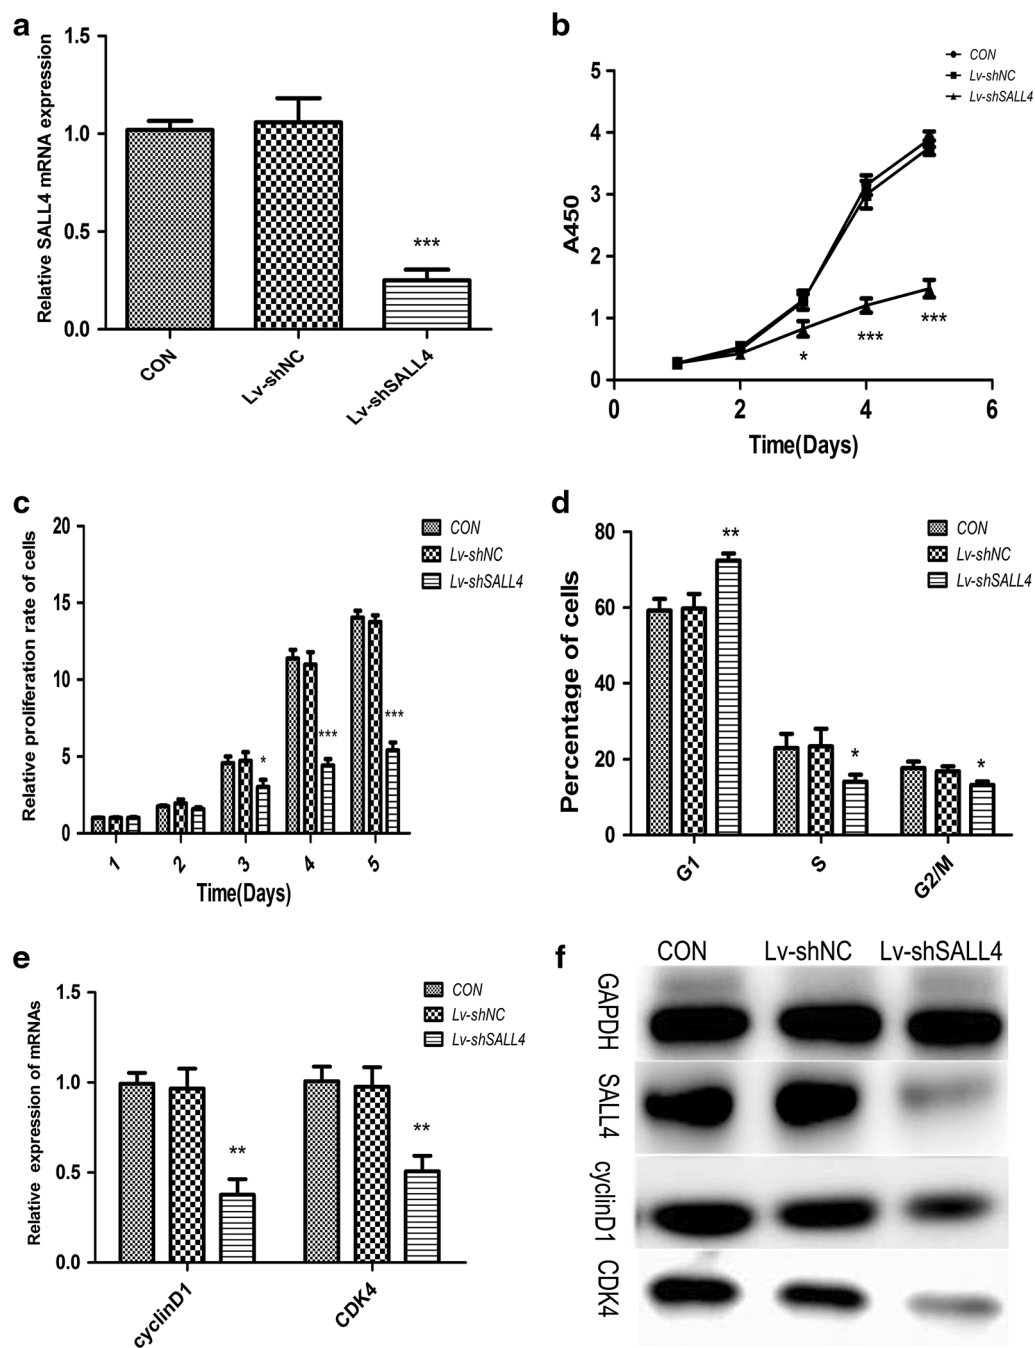 a
Relative SALL4 mRNA expression
1.5
1.0
0.5
0.0
***
CON
Lv-shNC
Lv-shSALL4
b
CON
Lv-shNC
Lv-shSALL4
A450
5
4
3
2
1
0
*
***
***
0 2 4 6
Time(Days)
c
Relative proliferation rate of cells
20
15
10
5
0
CON
Lv-shNC
Lv-shSALL4
*
***
***
1 2 3 4 5
Time(Days)
d
Percentage of cells
80
60
40
20
0
CON
Lv-shNC
Lv-shSALL4
**
*
*
G1
S
G2/M
e
Relative expression of mRNAs
1.5
1.0
0.5
0.0
CON
Lv-shNC
Lv-shSALL4
**
**
cyclinD1
CDK4
f
CON Lv-shNC Lv-shSALL4
GAPDH
SALL4
cyclinD1
CDK4